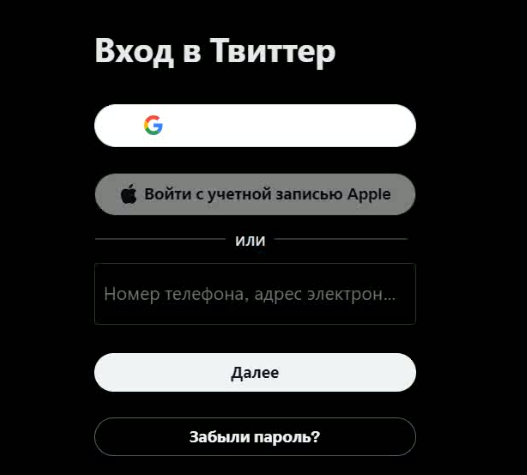 Вход в Твиттер
Войти с учетной записью Apple
или
Номер телефона, адрес электрон...
Далее
Забыли пароль?